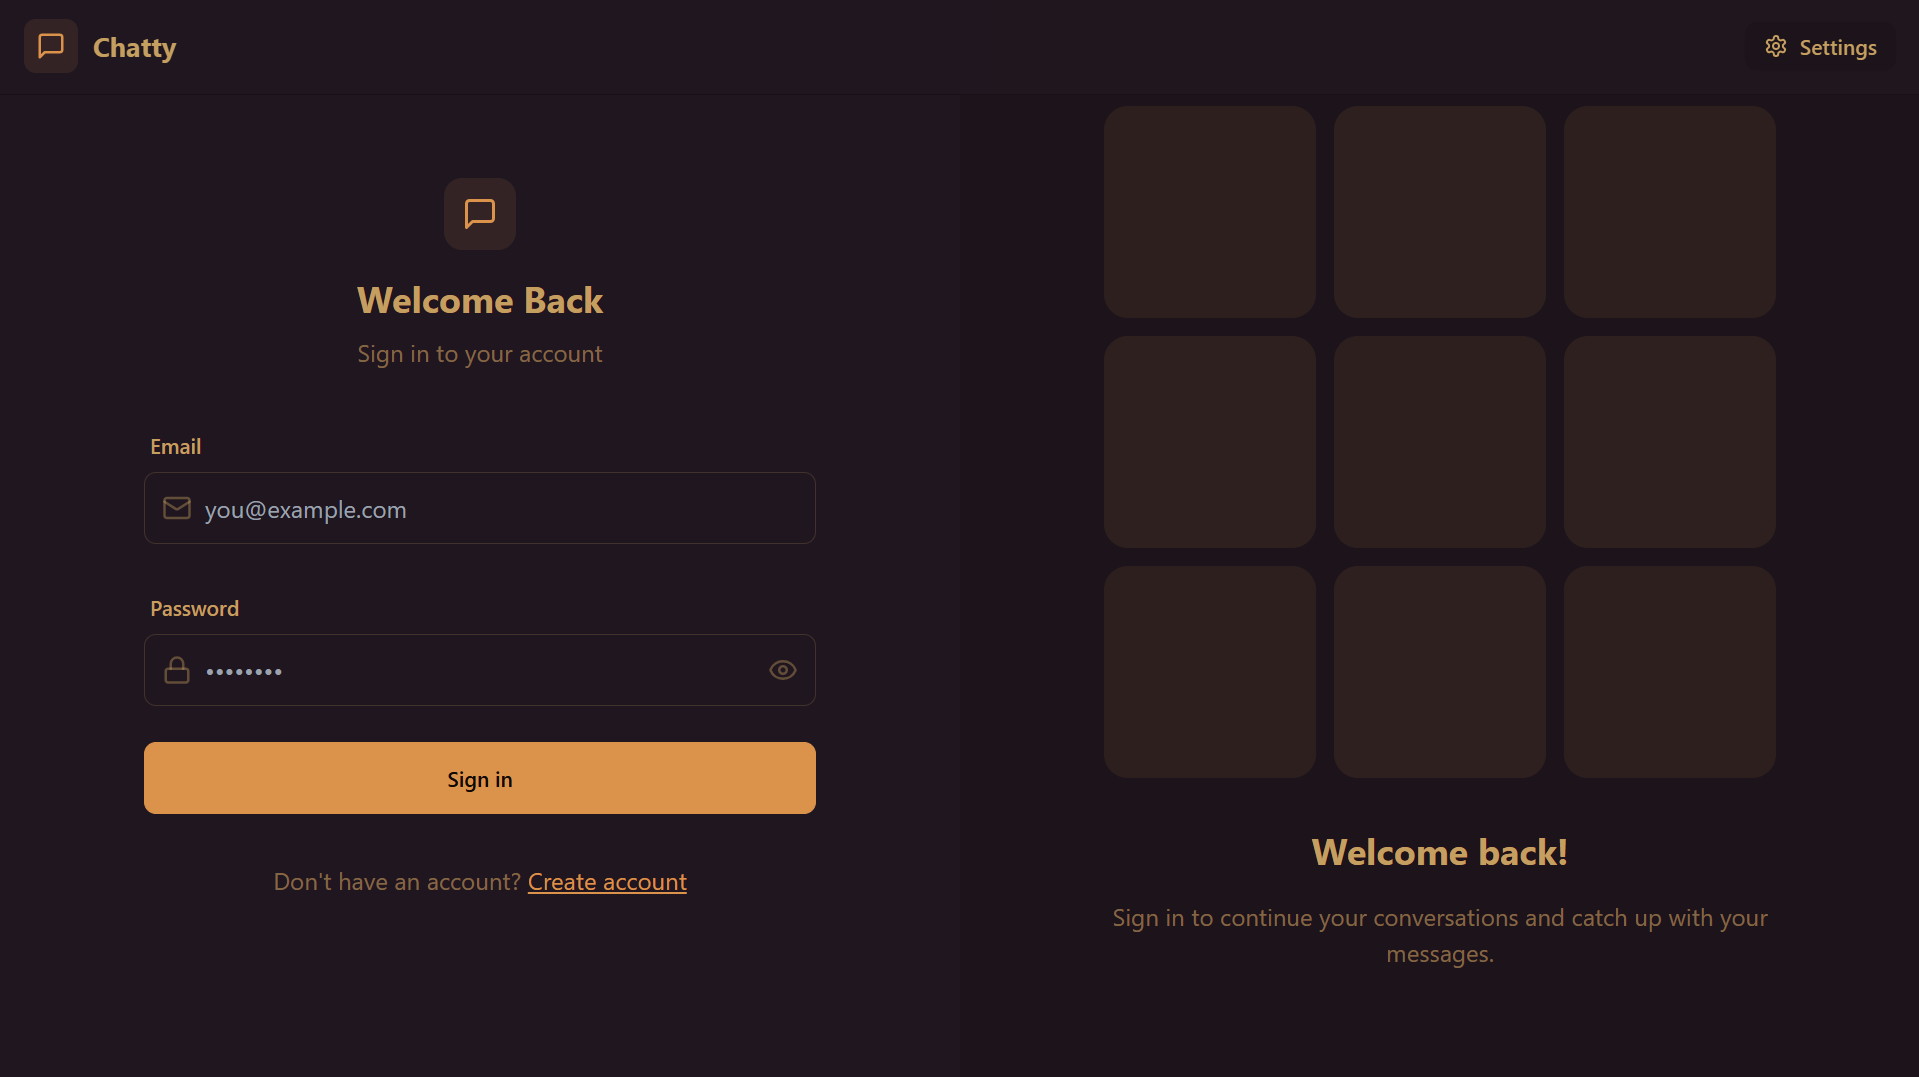 Chatty
Settings
Welcome Back
Sign in to your account
Email
you@example.com
Password
••••••••
Sign in
Don't have an account? Create account
Welcome back!
Sign in to continue your conversations and catch up with your
messages.